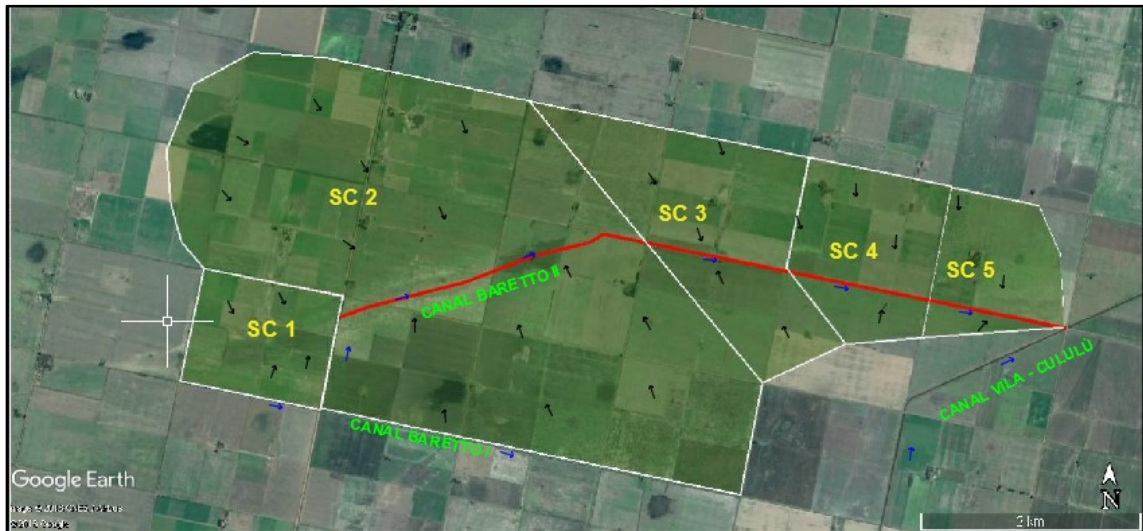 SC 2
SC 3
SC 4
SC 5
SC 1
CANAL BARETTO II
CANAL BARETTO I
CANAL VILA - CULULÚ
Google Earth
N
2 km